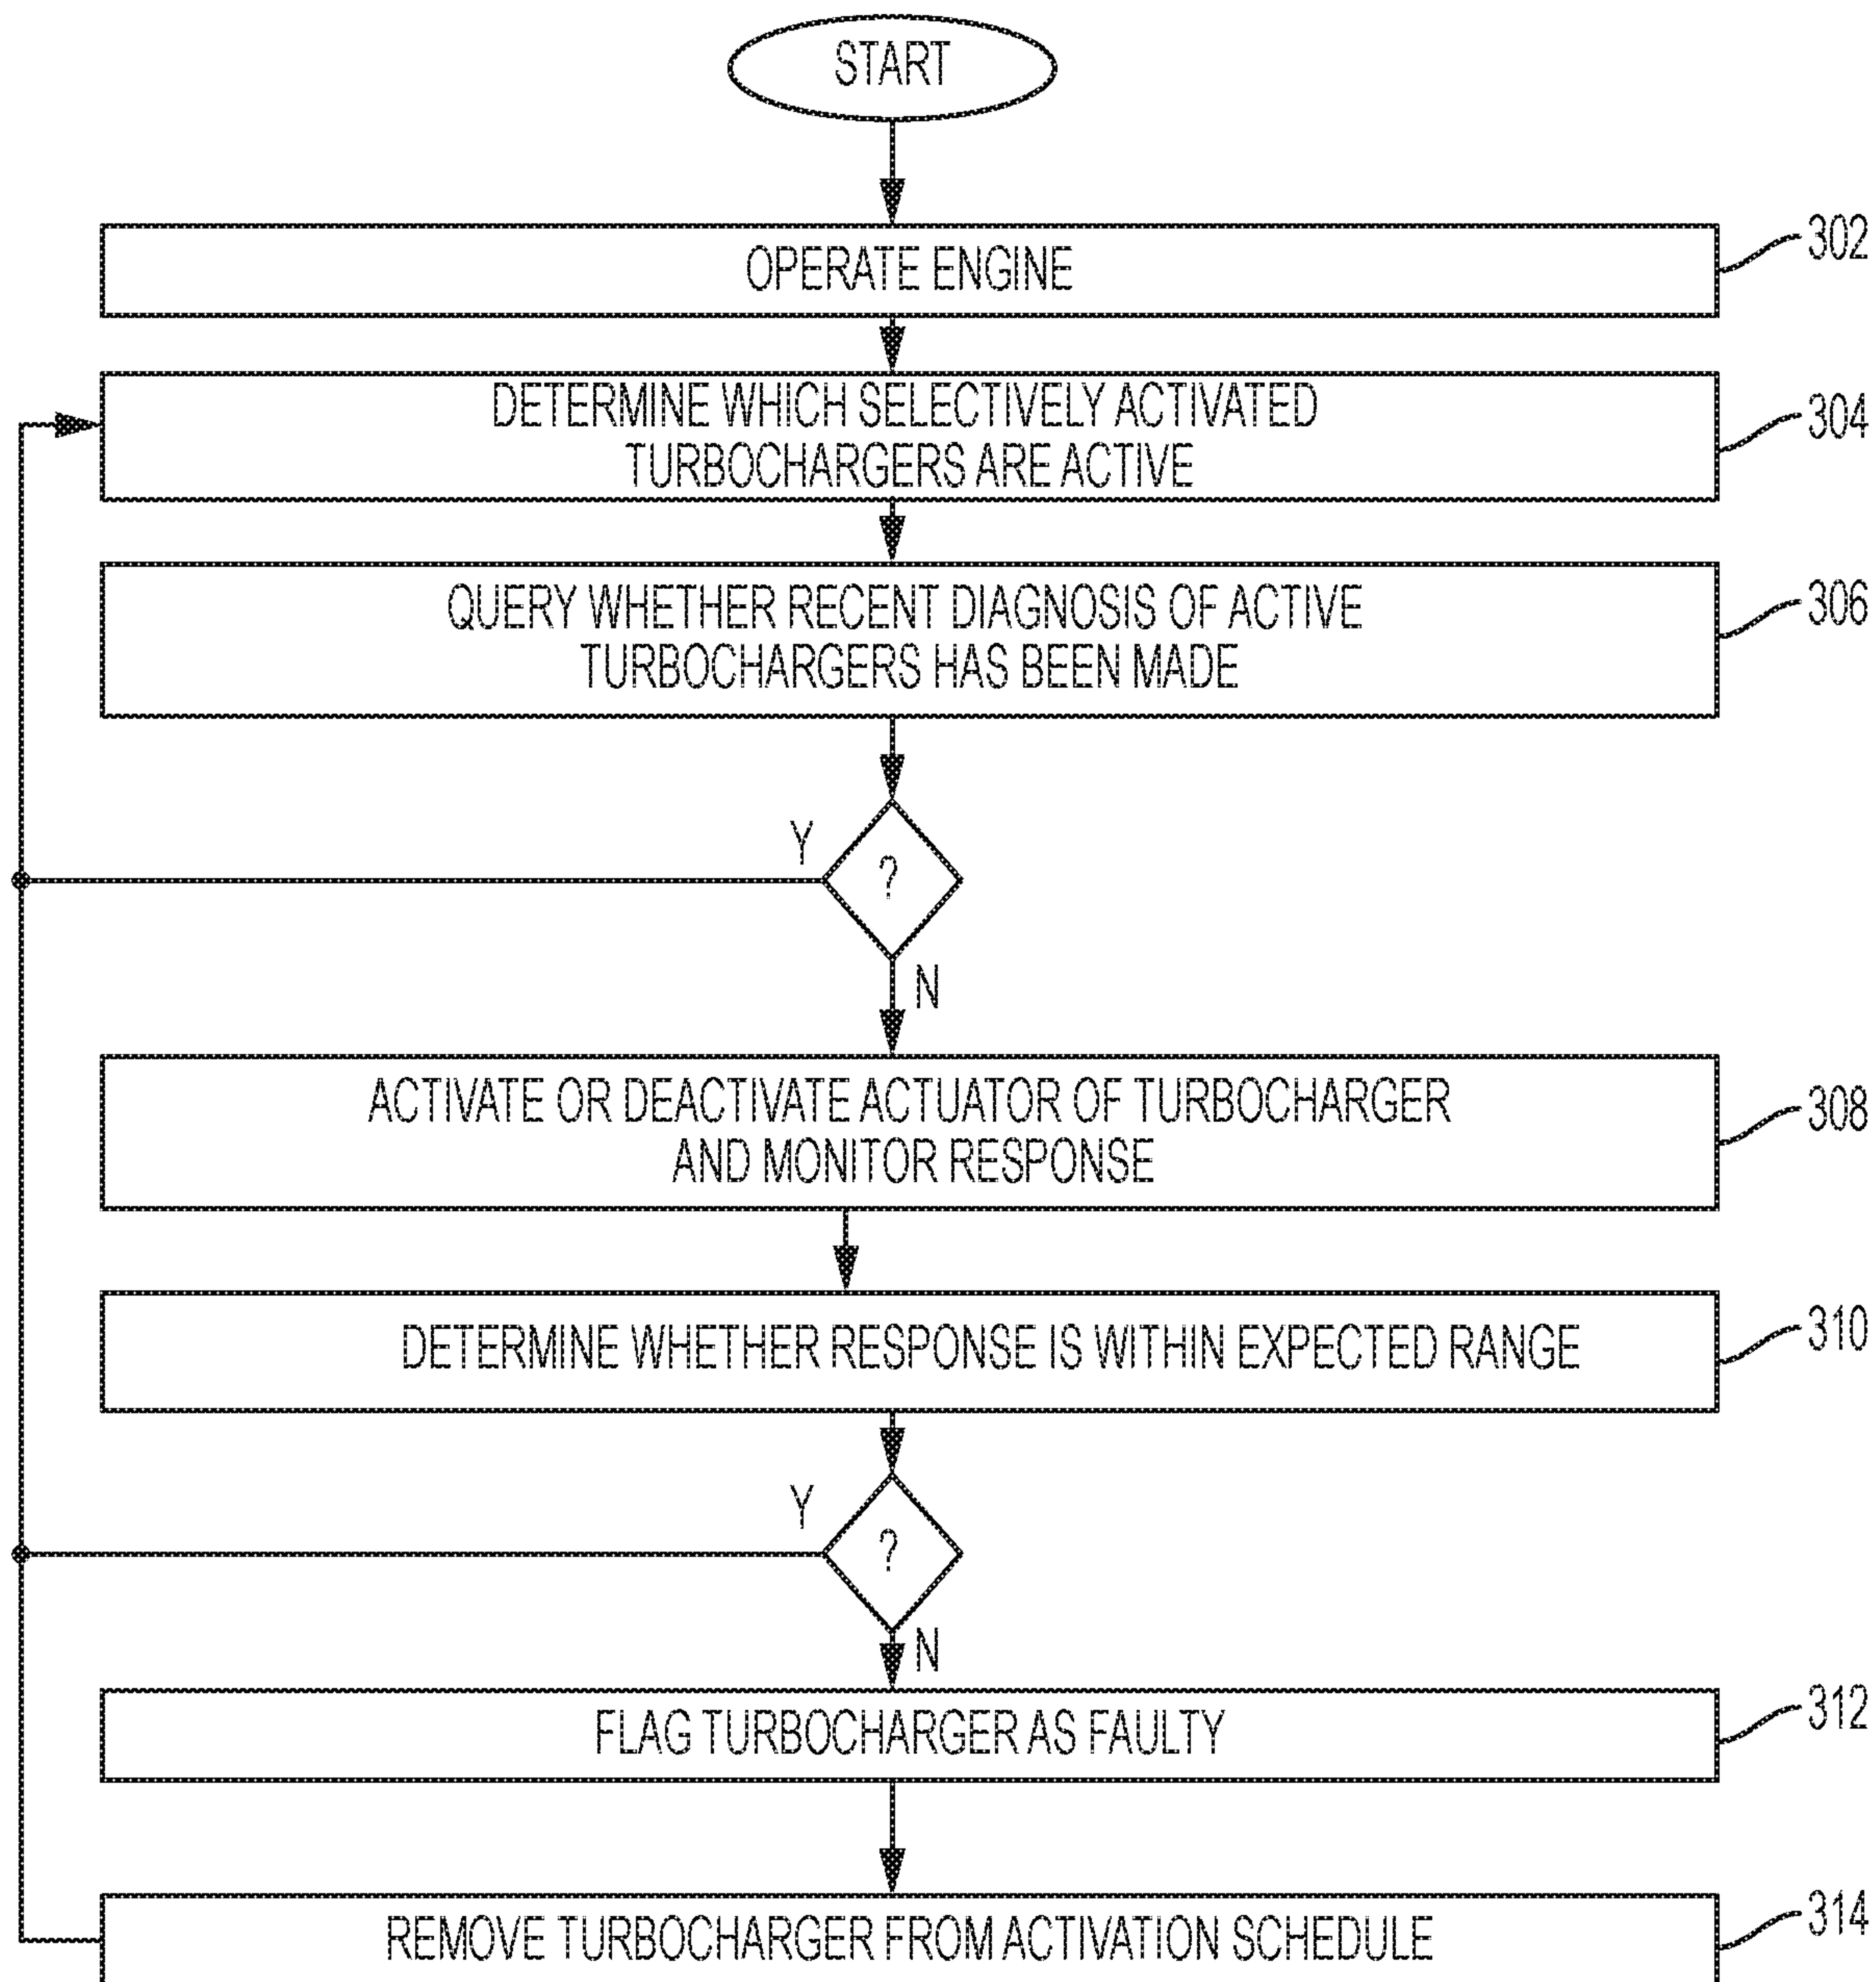 START
OPERATE ENGINE
302
DETERMINE WHICH SELECTIVELY ACTIVATED
TURBOCHARGERS ARE ACTIVE
304
QUERY WHETHER RECENT DIAGNOSIS OF ACTIVE
TURBOCHARGERS HAS BEEN MADE
306
Y
?
N
ACTIVATE OR DEACTIVATE ACTUATOR OF TURBOCHARGER
AND MONITOR RESPONSE
308
DETERMINE WHETHER RESPONSE IS WITHIN EXPECTED RANGE
310
Y
?
N
FLAG TURBOCHARGER AS FAULTY
312
REMOVE TURBOCHARGER FROM ACTIVATION SCHEDULE
314